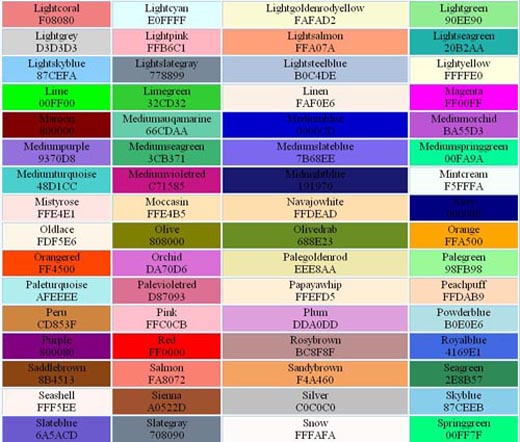 Lightcoral
F08080
Lightcyan
E0FFFF
Lightgoldenrodyellow
FAFAD2
Lightgreen
90EE90
Lightgrey
D3D3D3
Lightpink
FFB6C1
Lightsalmon
FFA07A
Lightseagreen
20B2AA
Lightskyblue
87CEFA
Lightslategray
778899
Lightsteelblue
B0C4DE
Lightyellow
FFFFE0
Lime
00FF00
Limegreen
32CD32
Linen
FAF0E6
Magenta
FF00FF
Maroon
800000
Mediumauqamarine
66CDAA
Mediumblue
0000CD
Mediumorchid
BA55D3
Mediumpurple
9370D8
Mediumseagreen
3CB371
Mediumslateblue
7B68EE
Mediumspringgreen
00FA9A
Mediumturquoise
48D1CC
Mediumvioletred
C71585
Midnightblue
191970
Mintcream
F5FFFA
Mistyrose
FFE4E1
Moccasin
FFE4B5
Navajowhite
FFDEAD
Oldlace
FDF5E6
Olive
808000
Olivedrab
688E23
Orange
FFA500
Orangered
FF4500
Orchid
DA70D6
Palegoldenrod
EEE8AA
Palegreen
98FB98
Paleturquoise
AFEEEE
Palevioletred
D87093
Papayawhip
FFEFD5
Peachpuff
FFDAB9
Peru
CD853F
Pink
FFC0CB
Plum
DDA0DD
Powderblue
B0E0E6
Purple
800080
Red
FF0000
Rosybrown
BC8F8F
Royalblue
4169E1
Saddlebrown
8B4513
Salmon
FA8072
Sandybrown
F4A460
Seagreen
2E8B57
Seashell
FFF5EE
Sienna
A0522D
Silver
C0C0C0
Skyblue
87CEEB
Slateblue
6A5ACD
Slategray
708090
Snow
FFFAFA
Springgreen
00FF7F